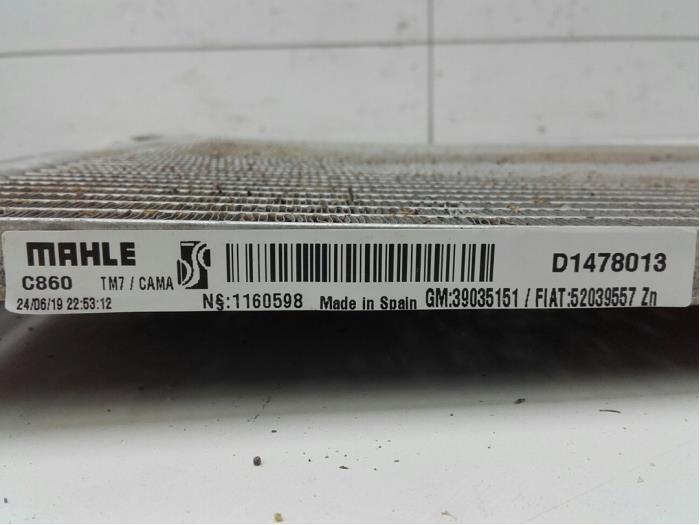 MAHLE
C860 TM7 / CAMA
24/06/19 22:53:12
N§:1160598 Made in Spain GM:39035151 / FIAT:52039557 Zn
D1478013